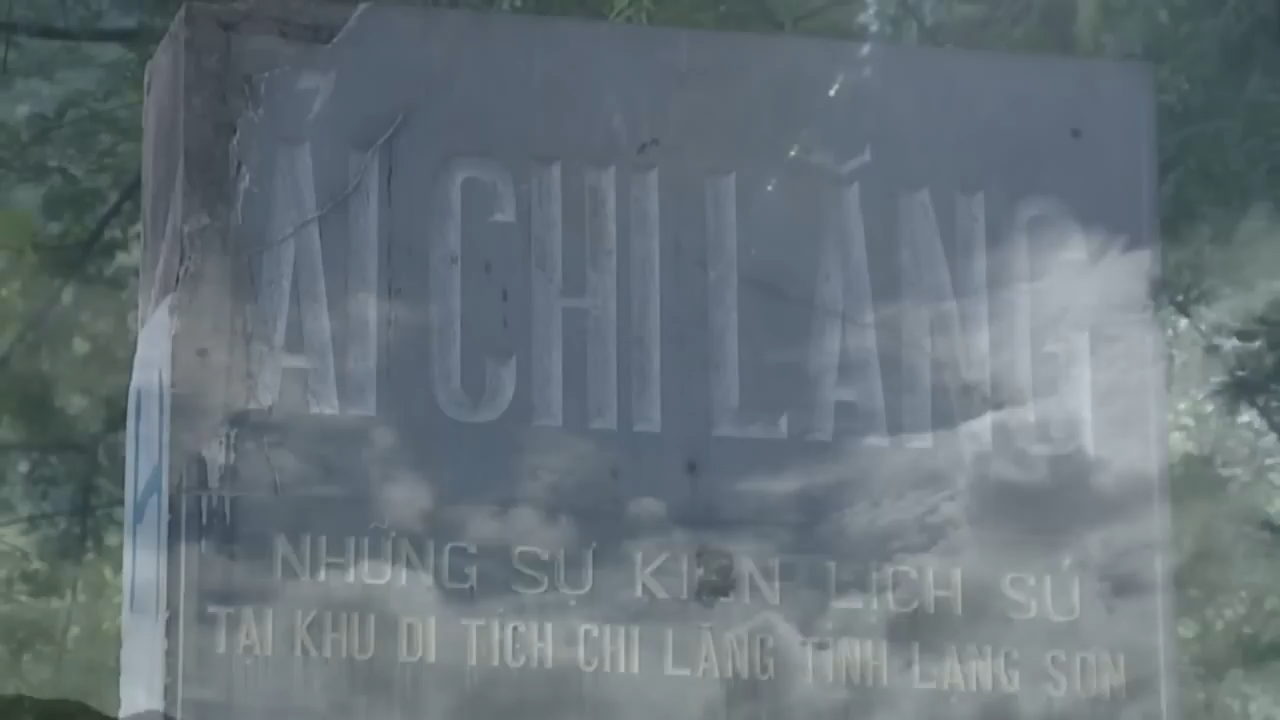 ẢI CHI LĂNG
NHỮNG SỰ KIỆN LỊCH SỬ
TẠI KHU DI TÍCH CHI LĂNG TỈNH LẠNG SƠN